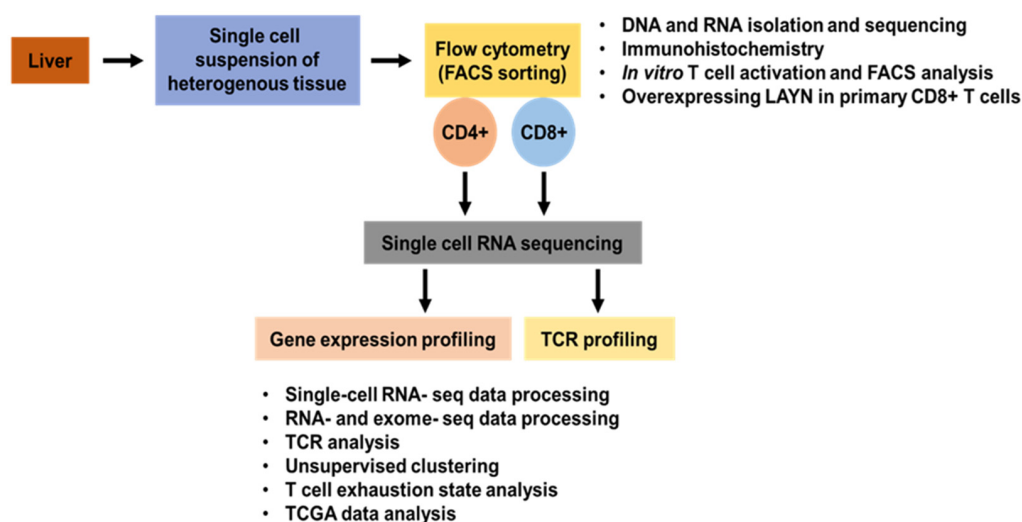 Liver
Single cell
suspension of
heterogenous tissue
Flow cytometry
(FACS sorting)
• DNA and RNA isolation and sequencing
• Immunohistochemistry
• In vitro T cell activation and FACS analysis
• Overexpressing LAYN in primary CD8+ T cells
CD4+
CD8+
Single cell RNA sequencing
Gene expression profiling
TCR profiling
• Single-cell RNA- seq data processing
• RNA- and exome- seq data processing
• TCR analysis
• Unsupervised clustering
• T cell exhaustion state analysis
• TCGA data analysis